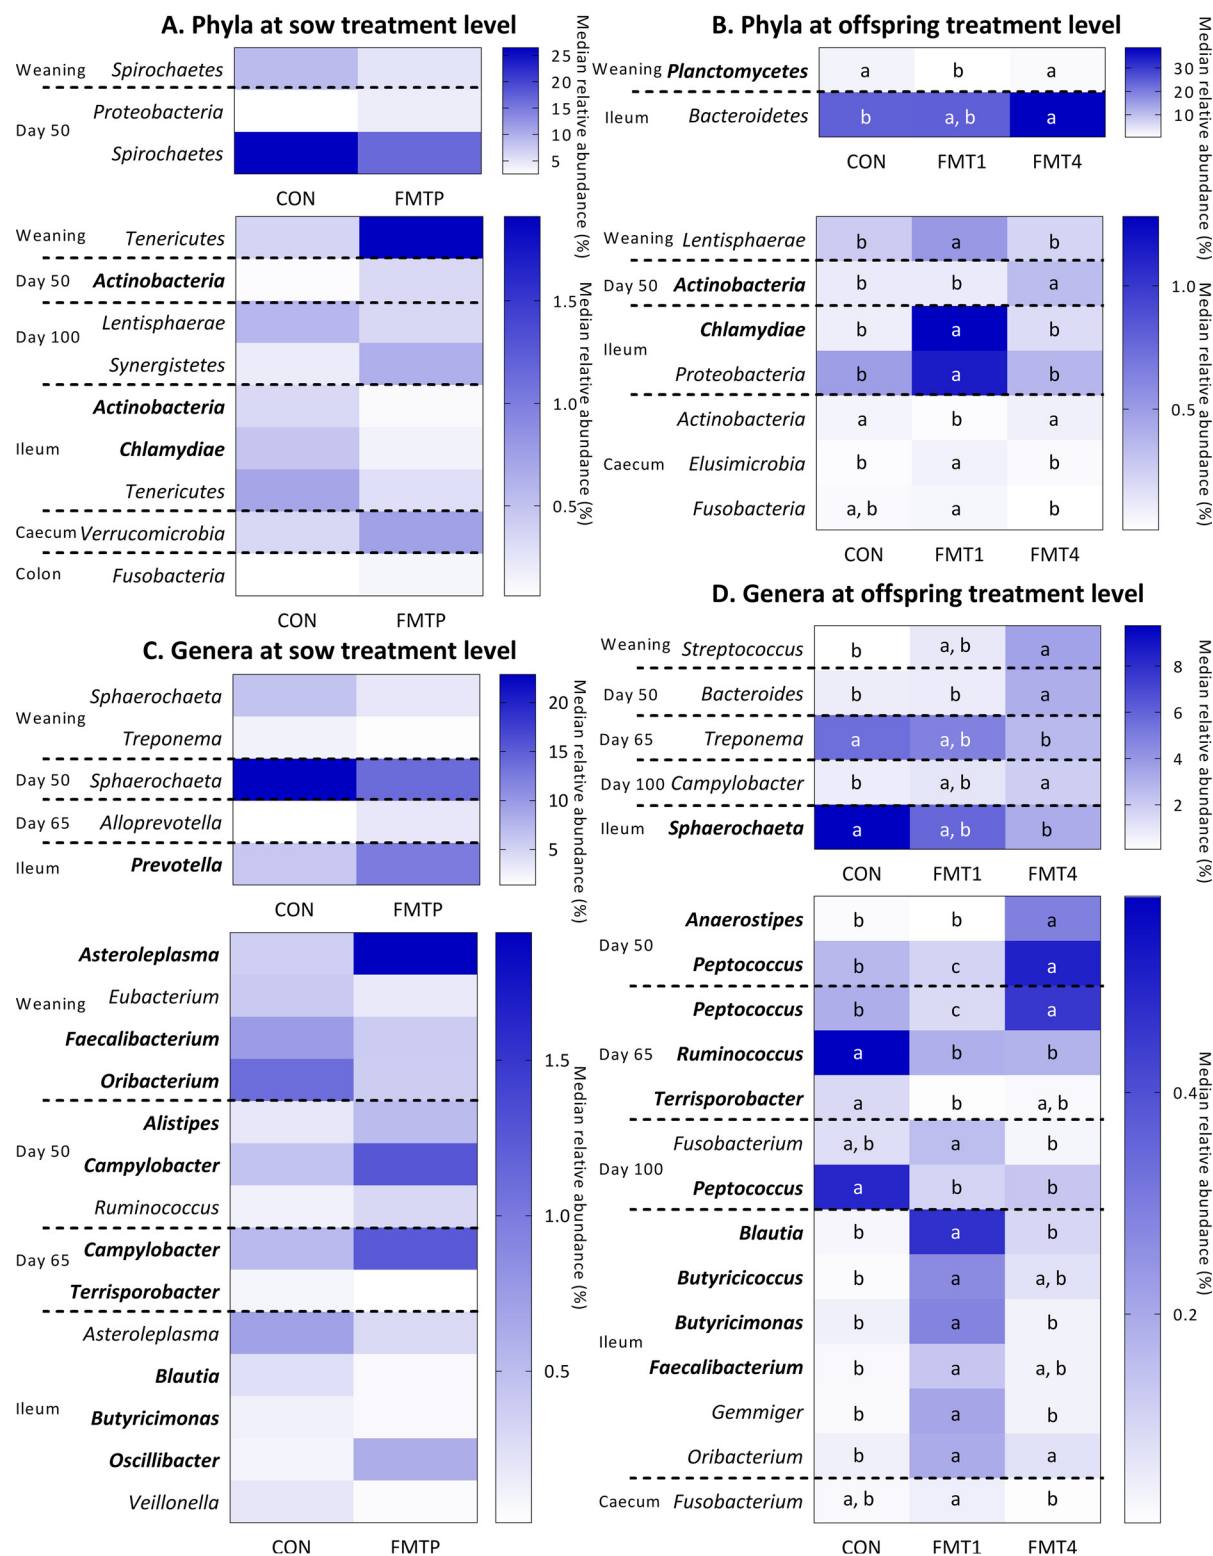 A. Phyla at sow treatment level
Weaning Spirochaetes
Day 50
Proteobacteria
Spirochaetes
CON FMTP
25
20
15
10
5
Median relative abundance (%)
Weaning Tenericutes
Day 50 Actinobacteria
Day 100
Lentisphaerae
Synergistetes
Ileum
Actinobacteria
Chlamydiae
Tenericutes
Caecum Verrucomicrobia
Colon Fusobacteria
CON FMTP
1.5
1.0
0.5
Median relative abundance (%)
B. Phyla at offspring treatment level
Weaning Planctomycetes a b a
Ileum Bacteroidetes b a, b a
CON FMT1 FMT4
30
20
10
Median relative abundance (%)
Weaning Lentisphaerae b a b
Day 50 Actinobacteria b b a
Ileum
Chlamydiae b a b
Proteobacteria b a b
Caecum
Actinobacteria a b a
Elusimicrobia b a b
Fusobacteria a, b a b
CON FMT1 FMT4
1.0
0.5
Median relative abundance (%)
C. Genera at sow treatment level
Weaning
Sphaerochaeta
Treponema
Day 50 Sphaerochaeta
Day 65 Alloprevotella
Ileum Prevotella
CON FMTP
20
15
10
5
Median relative abundance (%)
Weaning
Asteroleplasma
Eubacterium
Faecalibacterium
Oribacterium
Day 50
Alistipes
Campylobacter
Ruminococcus
Day 65
Campylobacter
Terrisporobacter
Ileum
Asteroleplasma
Blautia
Butyricimonas
Oscillibacter
Veillonella
CON FMTP
1.5
1.0
0.5
Median relative abundance (%)
D. Genera at offspring treatment level
Weaning Streptococcus b a, b a
Day 50 Bacteroides b b a
Day 65 Treponema a a, b b
Day 100 Campylobacter b a, b a
Ileum Sphaerochaeta a a, b b
CON FMT1 FMT4
8
6
4
2
Median relative abundance (%)
Day 50
Anaerostipes b b a
Peptococcus b c a
Day 65
Peptococcus b c a
Ruminococcus a b b
Terrisporobacter a b a, b
Day 100
Fusobacterium a, b a b
Peptococcus a b b
Ileum
Blautia b a b
Butyricicoccus b a a, b
Butyricimonas b a b
Faecalibacterium b a a, b
Gemmiger b a b
Oribacterium b a a
Caecum Fusobacterium a, b a b
CON FMT1 FMT4
0.4
0.2
Median relative abundance (%)